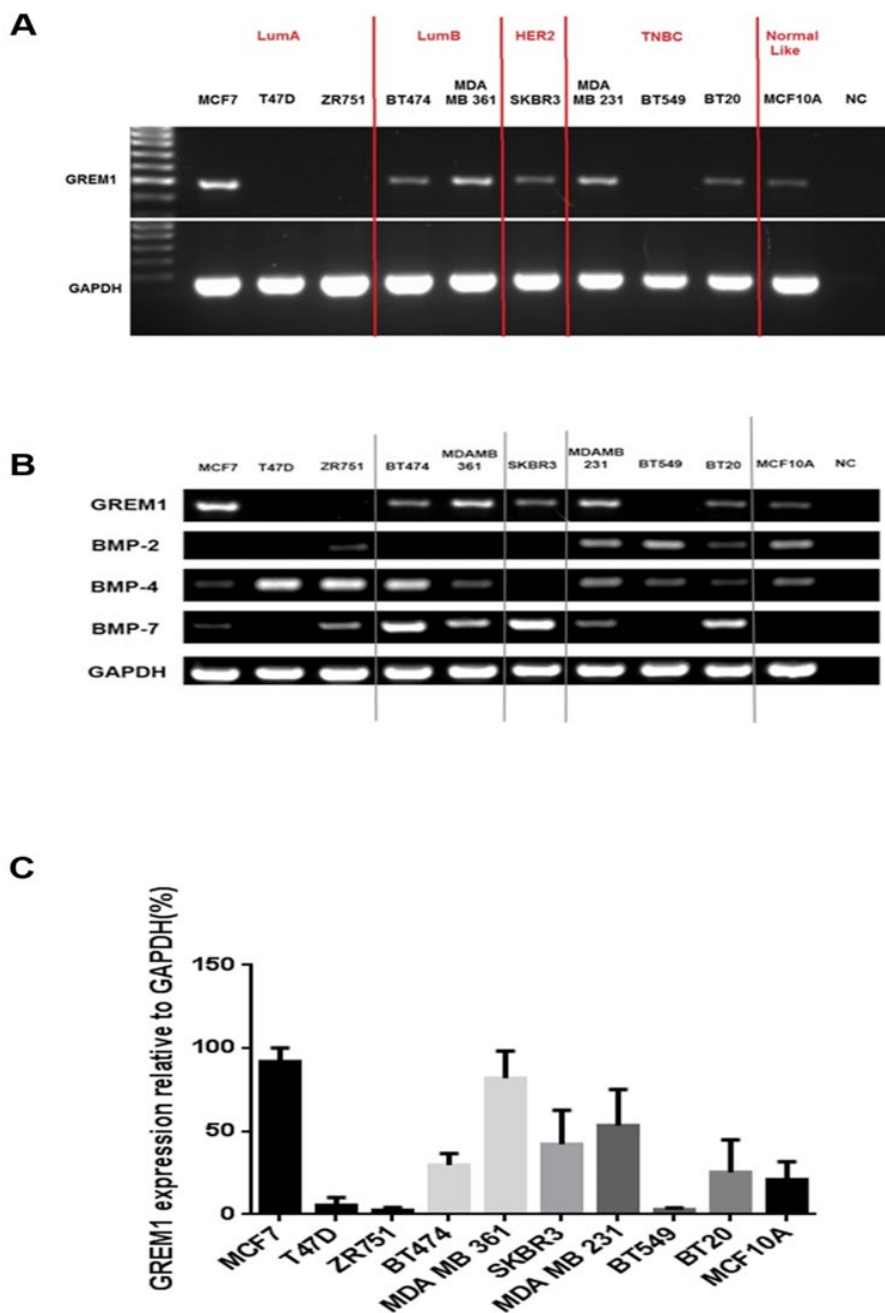 A
LumA LumB HER2 TNBC Normal
Like
MCF7 T47D ZR751 BT474 MDA
MB 361 SKBR3 MDA
MB 231 BT549 BT20 MCF10A NC
GREM1
GAPDH
B
MCF7 T47D ZR751 BT474 MDAMB
361 SKBR3 MDAMB
231 BT549 BT20 MCF10A NC
GREM1
BMP-2
BMP-4
BMP-7
GAPDH
C
GREM1 expression relative to GAPDH(%)
150
100
50
0
MCF7 T47D ZR751 BT474 MDA MB 361 SKBR3 MDA MB 231 BT549 BT20 MCF10A